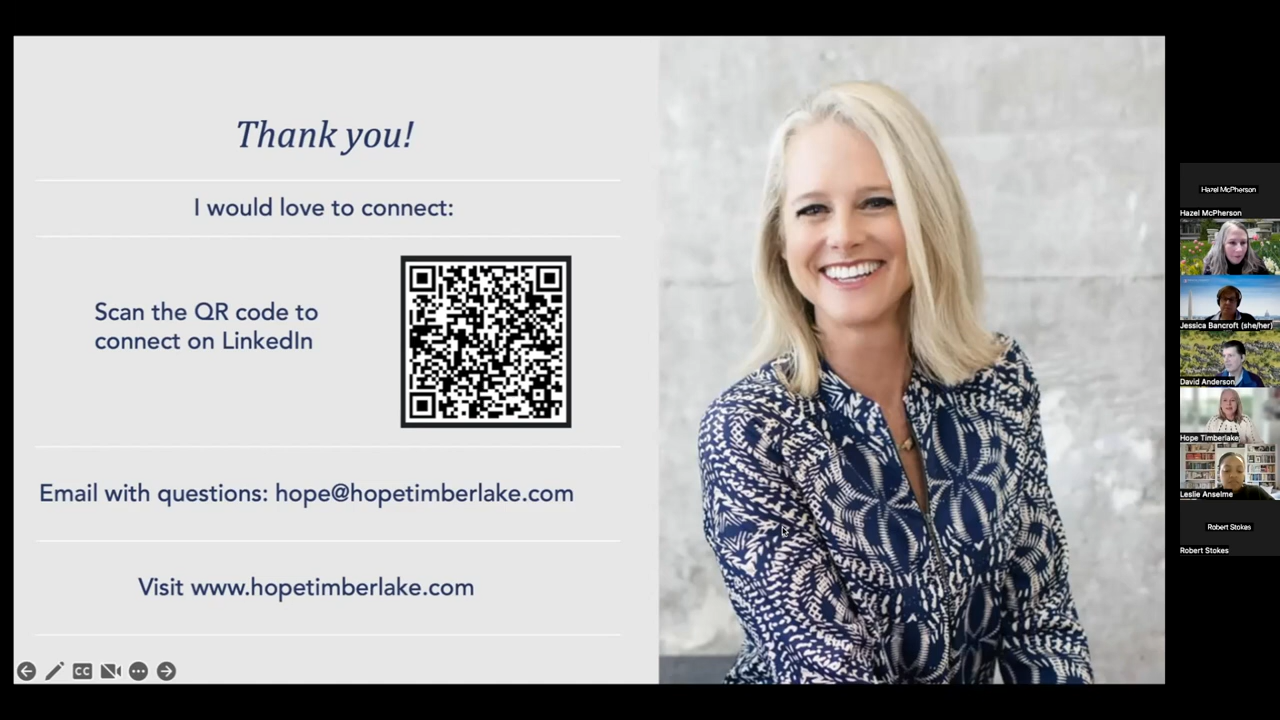 Thank you!
I would love to connect:
Scan the QR code to
connect on LinkedIn
Email with questions: hope@hopetimberlake.com
Visit www.hopetimberlake.com
CC
Hazel McPherson
Hazel McPherson
Jessica Bancroft (she/her)
David Anderson
Hope Timberlake
Leslie Anselme
Robert Stokes
Robert Stokes